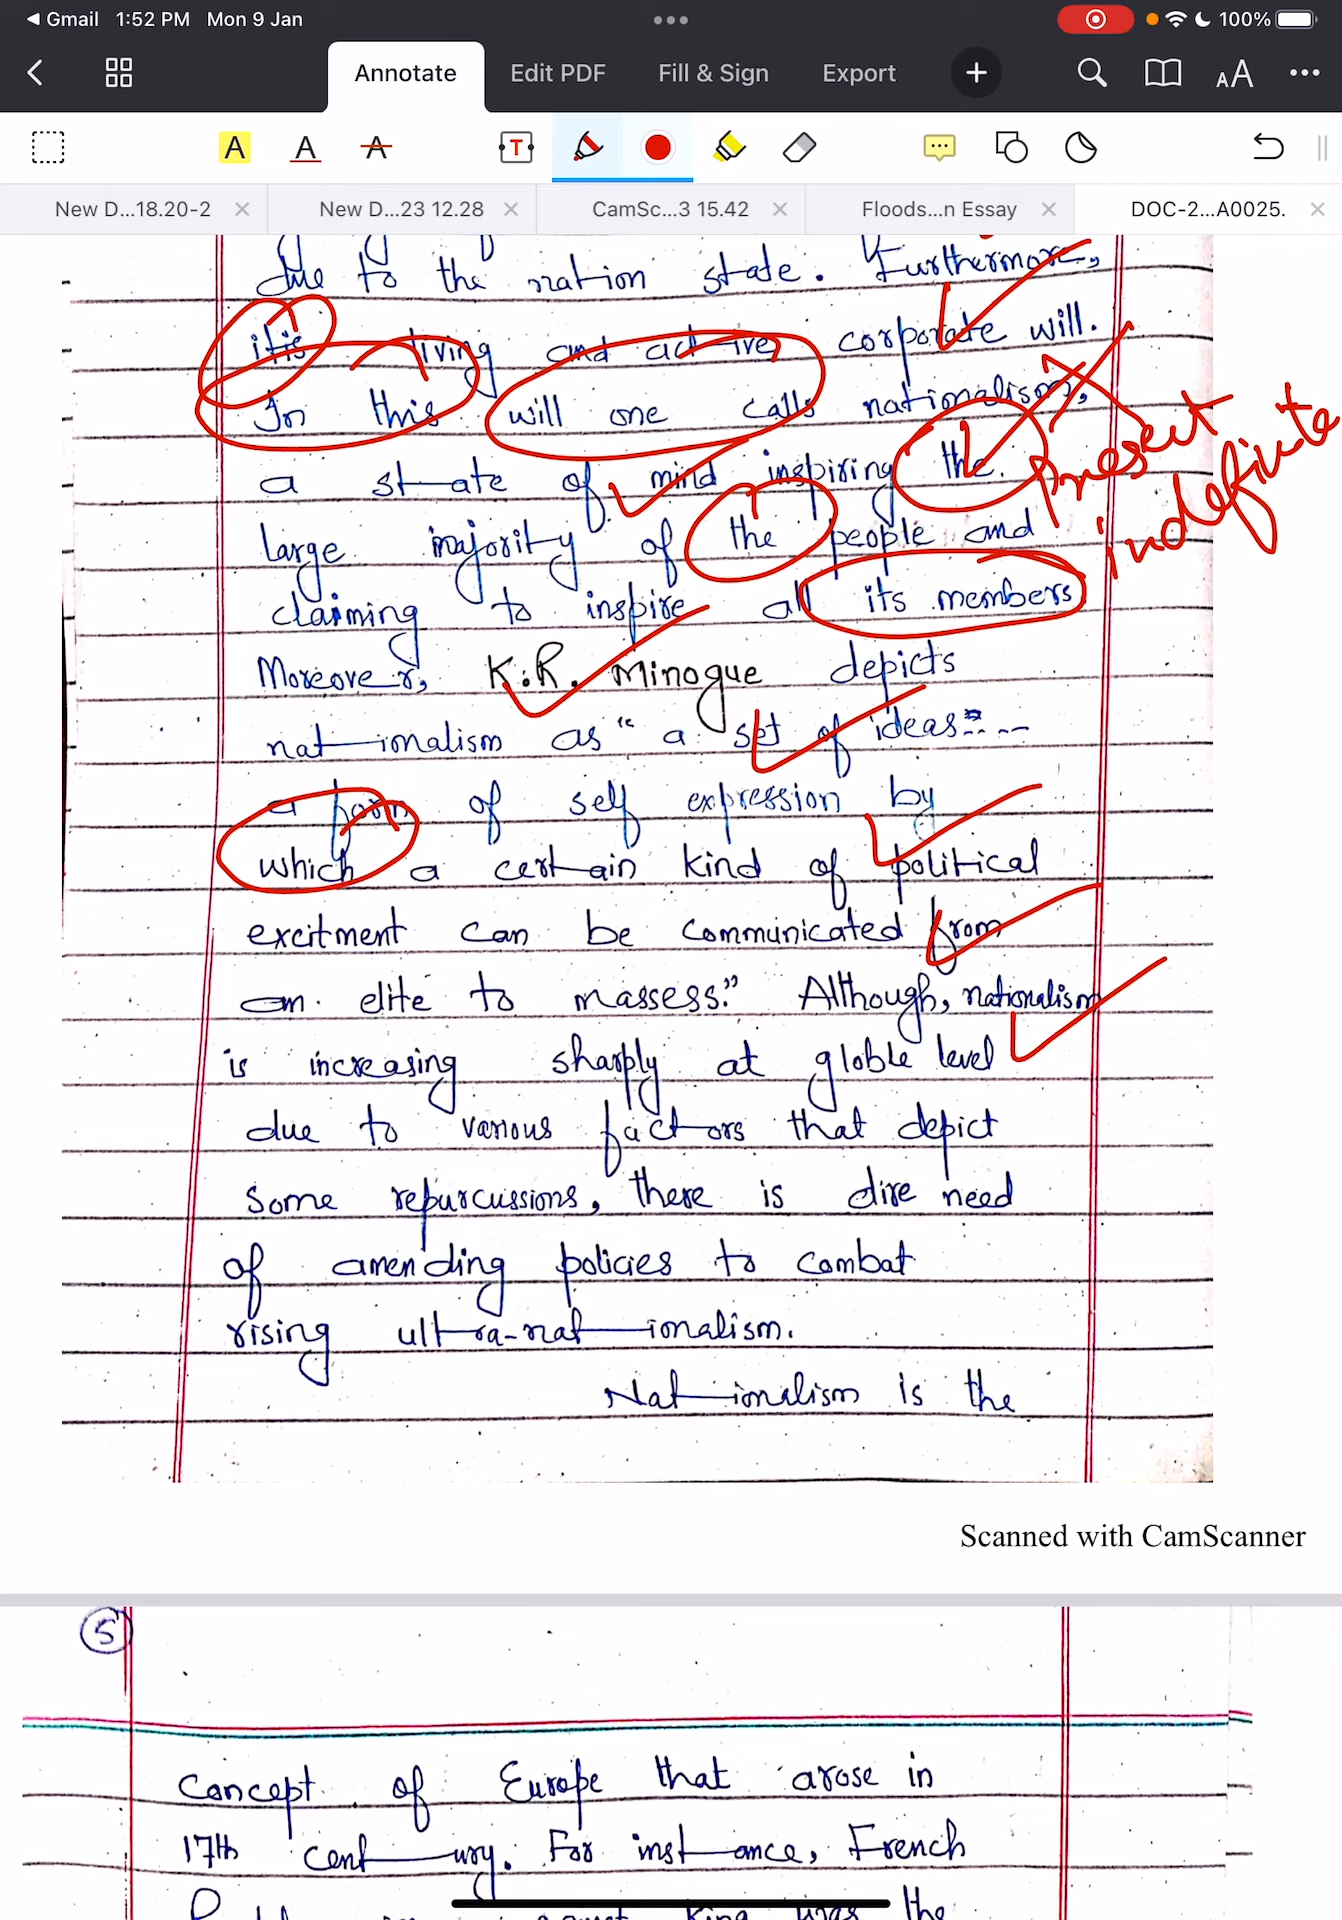 Gmail 1:52 PM Mon 9 Jan 100%
Annotate Edit PDF Fill & Sign Export
New D...18.20-2 New D...23 12.28 CamSc...3 15.42 Floods...n Essay DOC-2...A0025.
due to the nation state. Furthermore,
it is living and active corporate will.
In this will one calls nationalism,
a state of mind inspiring the
present indefinite
large majority of the people and
claiming to inspire all its members
Moreover, K.R. Minogue depicts
nationalism as "a set of ideas"...
a form of self expression by
which a certain kind of political
excitment can be communicated from
an elite to massess." Although, nationalism
is increasing sharply at globle level
due to various factors that depict
some repurcussions, there is dire need
of amending policies to combat
rising ultra-nationalism.
Nationalism is the
Scanned with CamScanner
5
concept of Europe that arose in
17th century. For instance, French
King was the